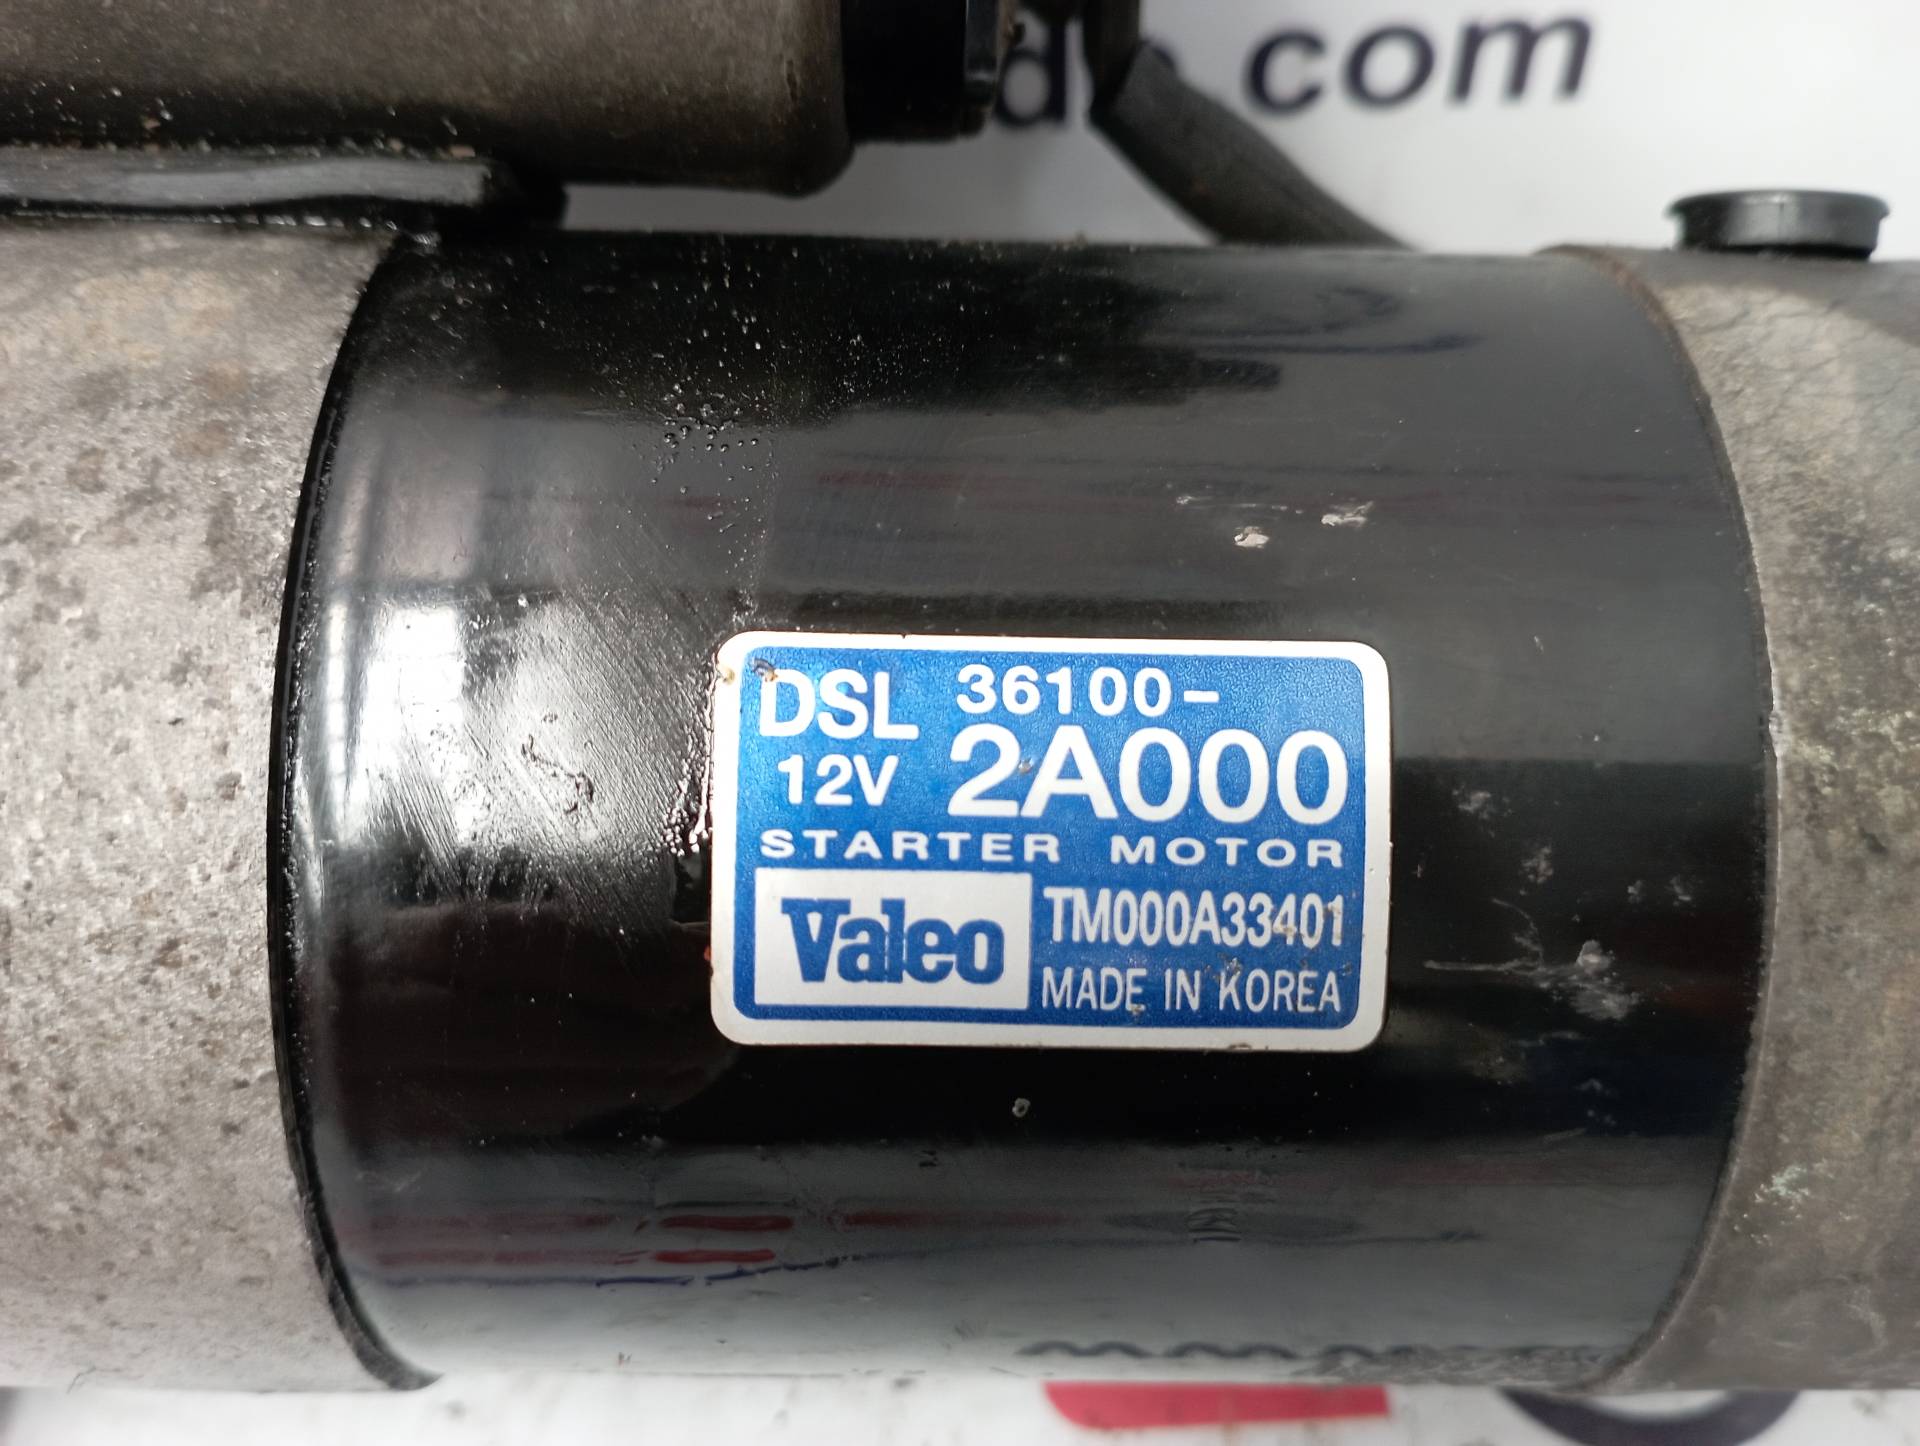 .com
DSL 36100-
12V 2A000
STARTER MOTOR
Valeo TM000A33401
MADE IN KOREA